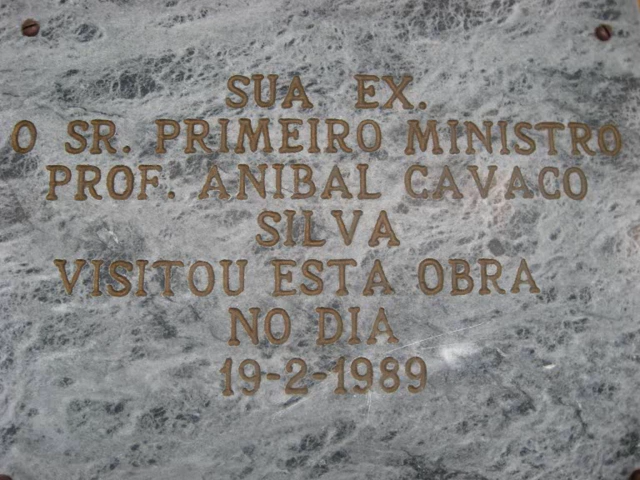 SUA EX.
O SR. PRIMEIRO MINISTRO
PROF. ANIBAL CAVACO
SILVA
VISITOU ESTA OBRA
NO DIA
19-2-1989